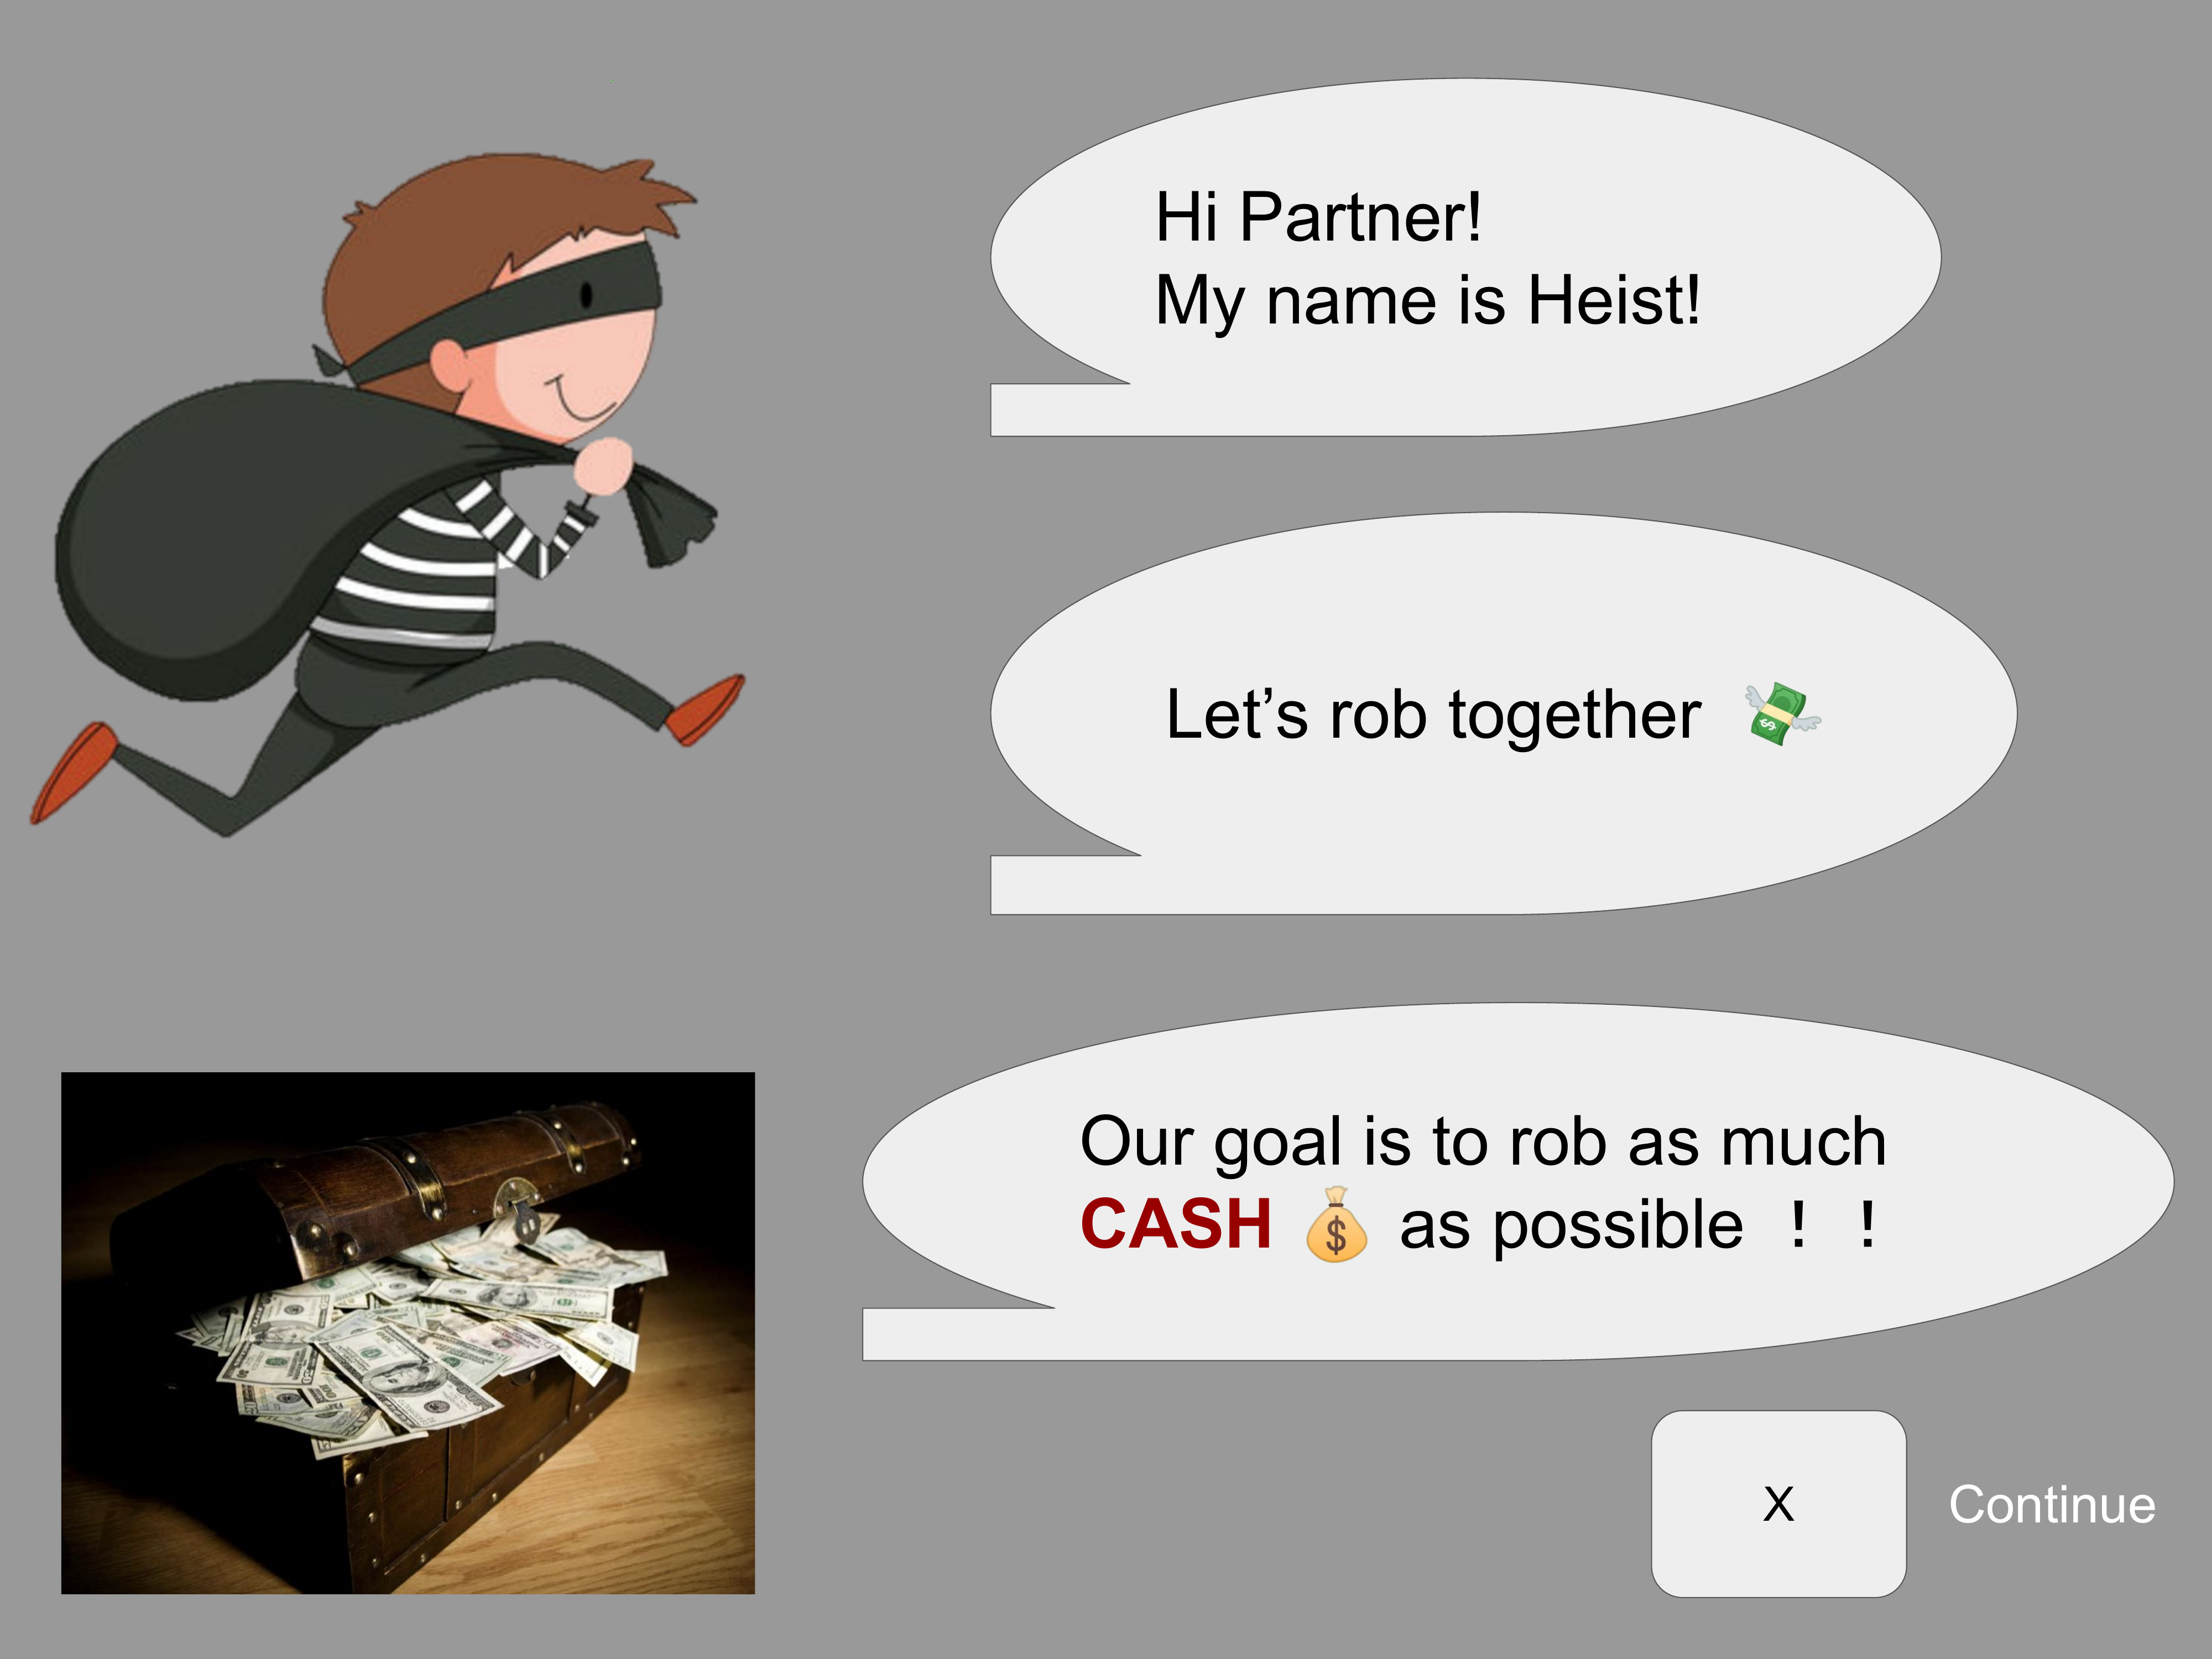 Hi Partner!
My name is Heist!
Let’s rob together 💸
Our goal is to rob as much
CASH 💰 as possible ！！
X
Continue